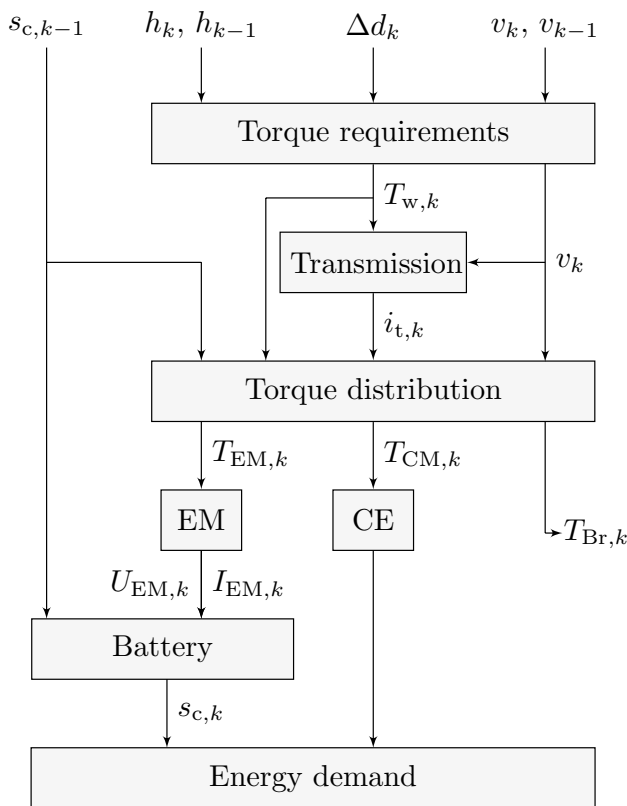 s_{c,k−1} h_k, h_{k−1} Δd_k v_k, v_{k−1}
Torque requirements
T_{w,k}
Transmission v_k
i_{t,k}
Torque distribution
T_{EM,k} T_{CM,k}
EM CE T_{Br,k}
U_{EM,k} I_{EM,k}
Battery
s_{c,k}
Energy demand